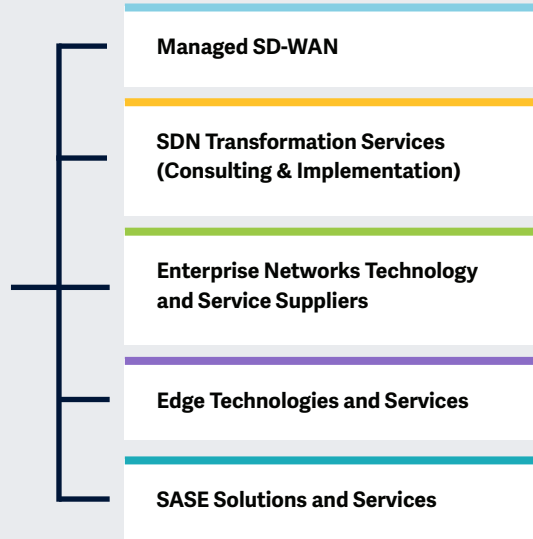 Managed SD-WAN
SDN Transformation Services
(Consulting & Implementation)
Enterprise Networks Technology
and Service Suppliers
Edge Technologies and Services
SASE Solutions and Services